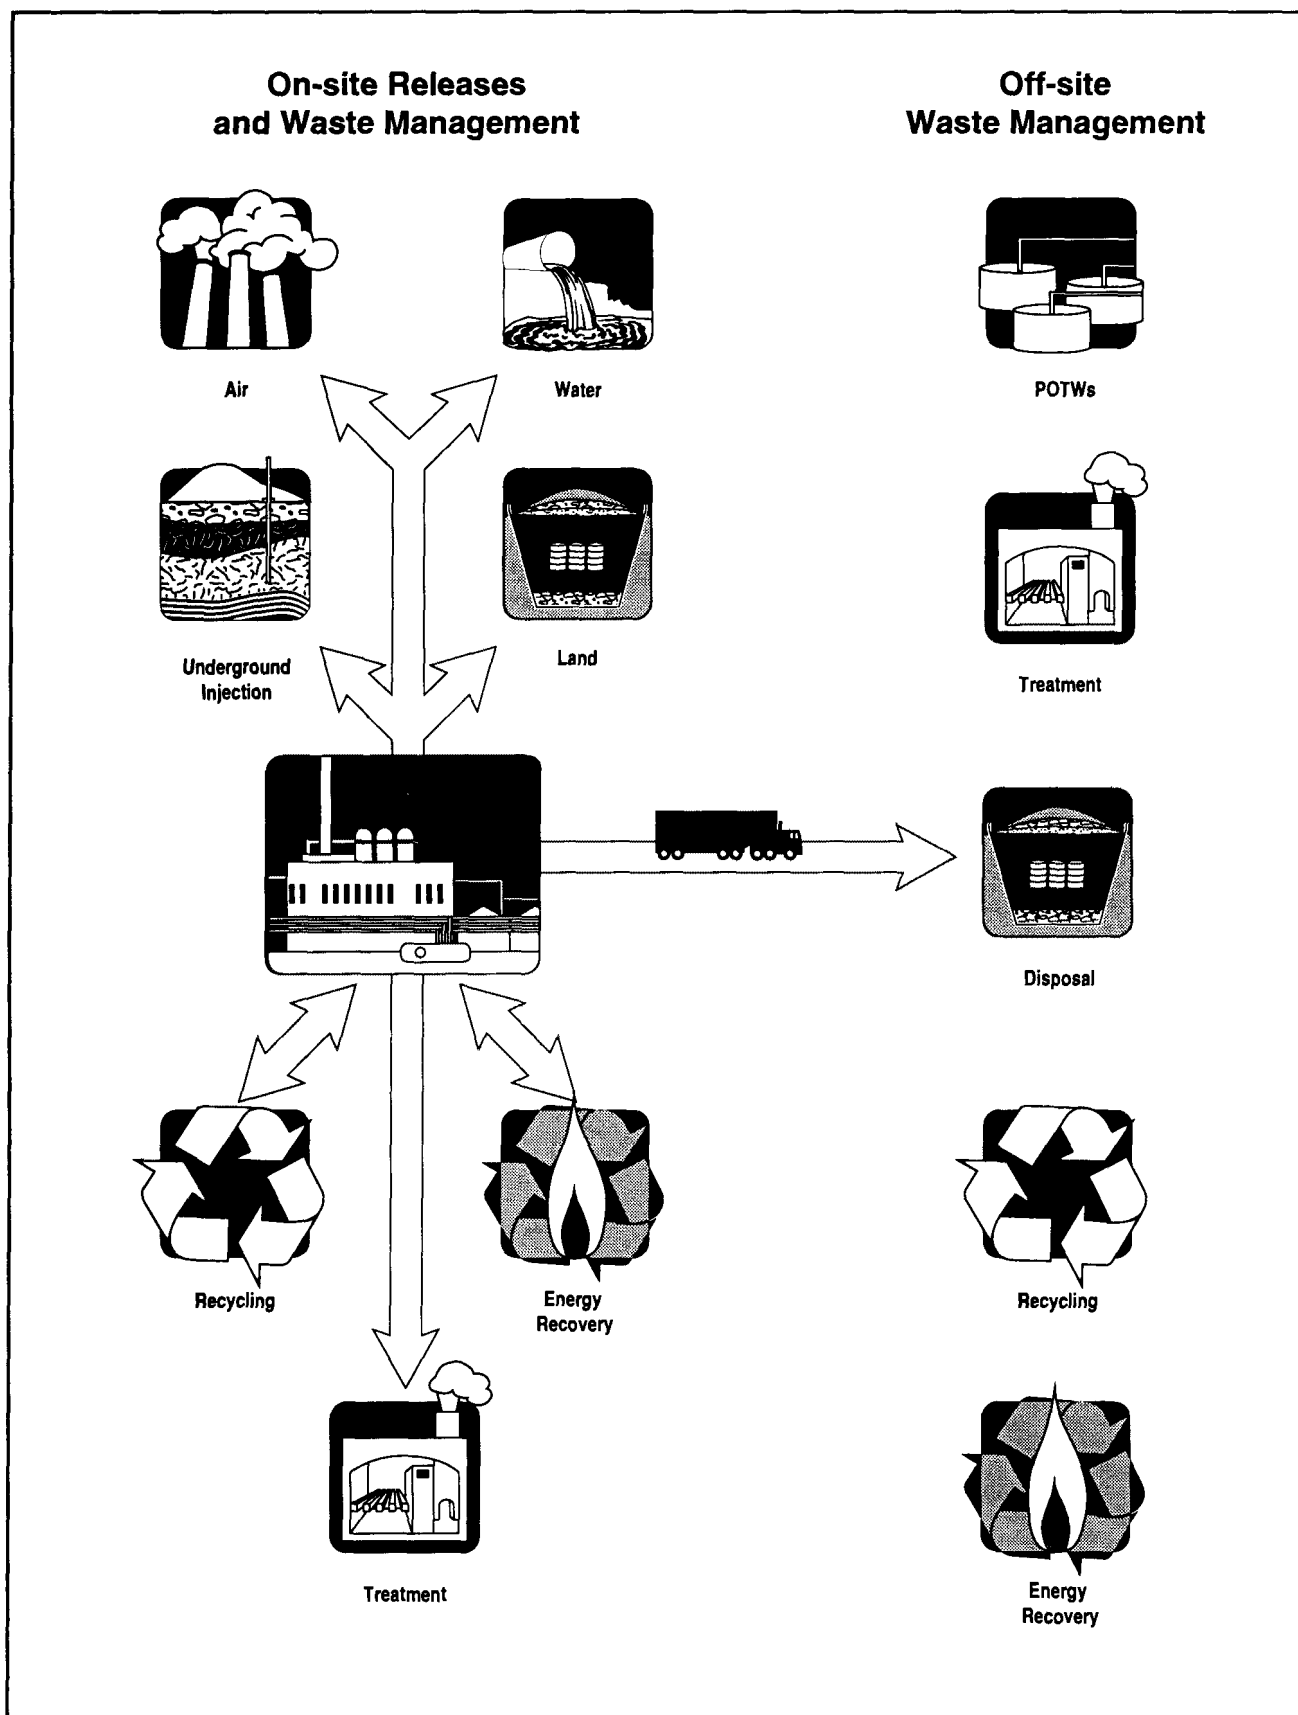 On-site Releases
and Waste Management
Off-site
Waste Management
Air
Water
POTWs
Underground
Injection
Land
Treatment
Disposal
Recycling
Energy
Recovery
Recycling
Treatment
Energy
Recovery